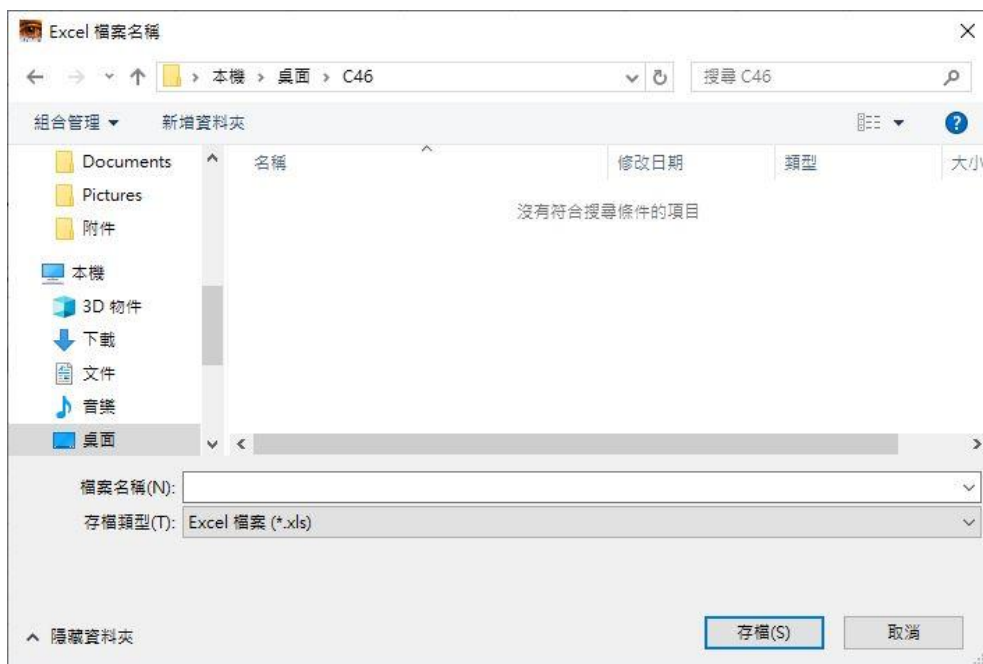 Excel 檔案名稱
本機 › 桌面 › C46
搜尋 C46
組合管理
新增資料夾
Documents
Pictures
附件
本機
3D 物件
下載
文件
音樂
桌面
名稱
修改日期
類型
大小
沒有符合搜尋條件的項目
檔案名稱(N):
存檔類型(T): Excel 檔案 (*.xls)
隱藏資料夾
存檔(S)
取消